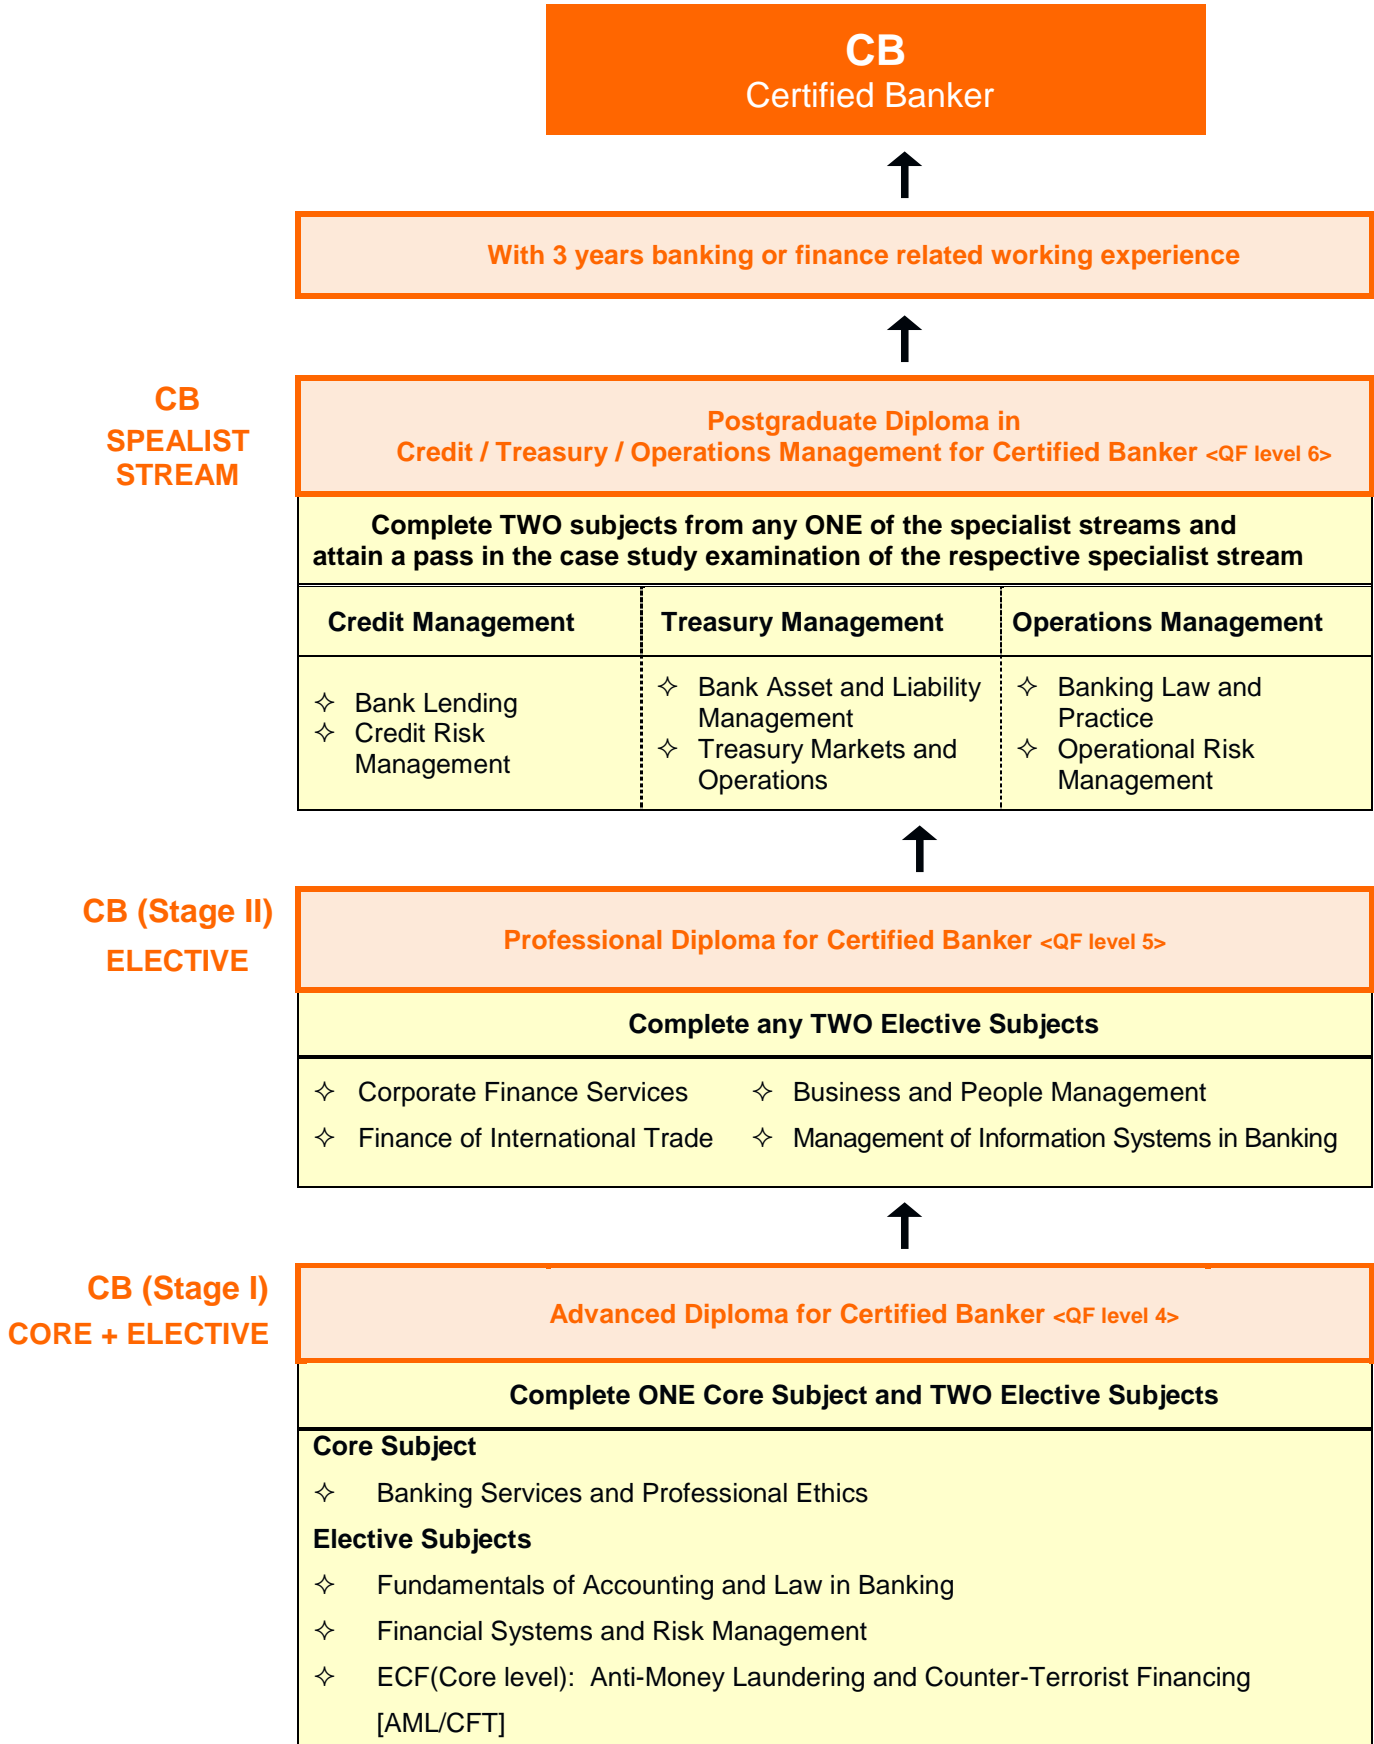 CB
Certified Banker
With 3 years banking or finance related working experience
CB
SPEALIST
STREAM
Postgraduate Diploma in
Credit / Treasury / Operations Management for Certified Banker <QF level 6>
Complete TWO subjects from any ONE of the specialist streams and
attain a pass in the case study examination of the respective specialist stream
Credit Management
Treasury Management
Operations Management
✧ Bank Lending
✧ Credit Risk
Management
✧ Bank Asset and Liability
Management
✧ Treasury Markets and
Operations
✧ Banking Law and
Practice
✧ Operational Risk
Management
CB (Stage II)
ELECTIVE
Professional Diploma for Certified Banker <QF level 5>
Complete any TWO Elective Subjects
✧ Corporate Finance Services
✧ Business and People Management
✧ Finance of International Trade
✧ Management of Information Systems in Banking
CB (Stage I)
CORE + ELECTIVE
Advanced Diploma for Certified Banker <QF level 4>
Complete ONE Core Subject and TWO Elective Subjects
Core Subject
✧ Banking Services and Professional Ethics
Elective Subjects
✧ Fundamentals of Accounting and Law in Banking
✧ Financial Systems and Risk Management
✧ ECF(Core level): Anti-Money Laundering and Counter-Terrorist Financing
[AML/CFT]